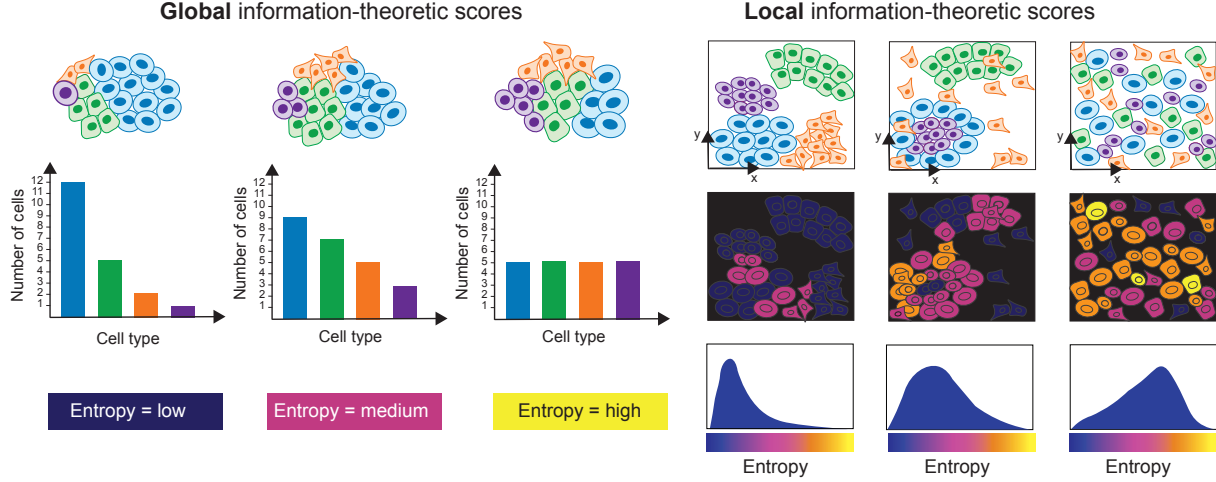 Global information-theoretic scores
Local information-theoretic scores
Number of cells
12
11
10
9
8
7
6
5
4
3
2
1
Cell type
Number of cells
12
11
10
9
8
7
6
5
4
3
2
1
Cell type
Number of cells
12
11
10
9
8
7
6
5
4
3
2
1
Cell type
Entropy = low
Entropy = medium
Entropy = high
y
x
y
x
y
x
Entropy
Entropy
Entropy